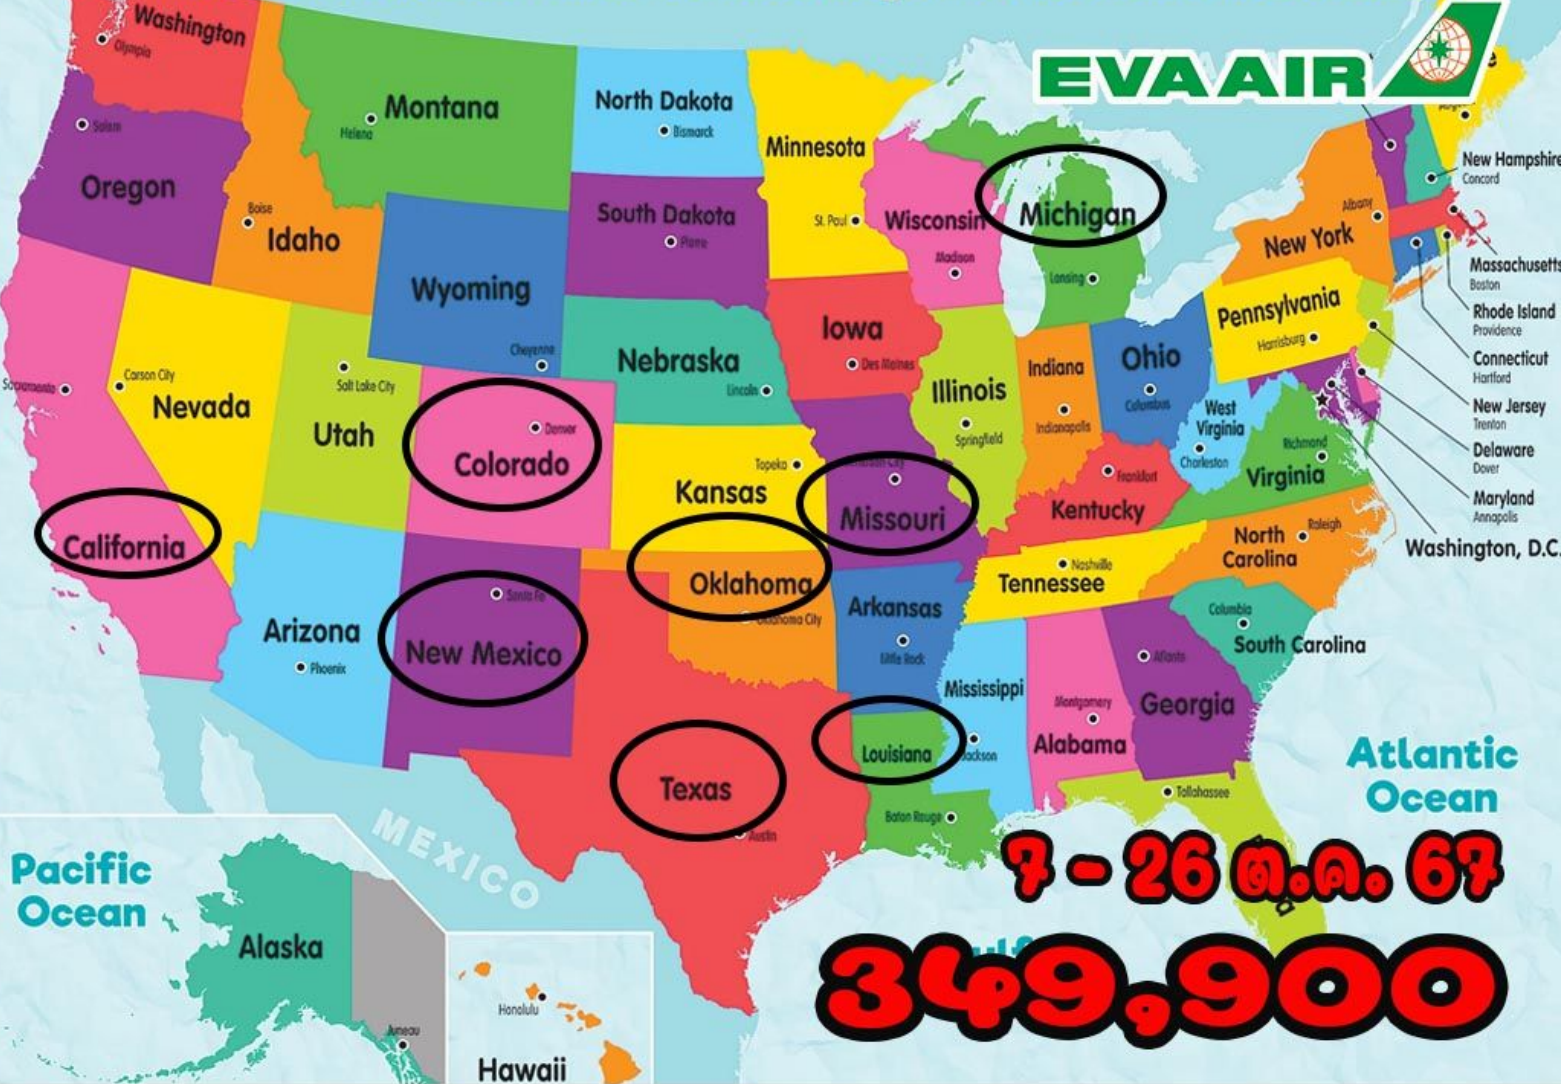 Washington
Olympia
EVA AIR
Montana
Helena
North Dakota
Bismarck
Minnesota
St. Paul
Salem
Oregon
Boise
Idaho
South Dakota
Pierre
Wisconsin
Madison
Michigan
Lansing
Albany
New York
New Hampshire
Concord
Massachusetts
Boston
Rhode Island
Providence
Connecticut
Hartford
New Jersey
Trenton
Delaware
Dover
Maryland
Annapolis
Washington, D.C.
Wyoming
Cheyenne
Nebraska
Lincoln
Iowa
Des Moines
Illinois
Springfield
Indiana
Indianapolis
Ohio
Columbus
Pennsylvania
Harrisburg
West
Virginia
Charleston
Richmond
Virginia
Sacramento
Carson City
Nevada
Salt Lake City
Utah
Denver
Colorado
Topeka
Kansas
Missouri
Frankfort
Kentucky
Raleigh
North
Carolina
California
Oklahoma
Oklahoma City
Nashville
Tennessee
Arizona
Phoenix
Santa Fe
New Mexico
Arkansas
Little Rock
Columbia
South Carolina
Atlanta
Georgia
Mississippi
Jackson
Montgomery
Alabama
Texas
Austin
Louisiana
Baton Rouge
Tallahassee
Atlantic
Ocean
MEXICO
Pacific
Ocean
Alaska
Juneau
Honolulu
Hawaii
7 - 26 ต.ค. 67
349,900